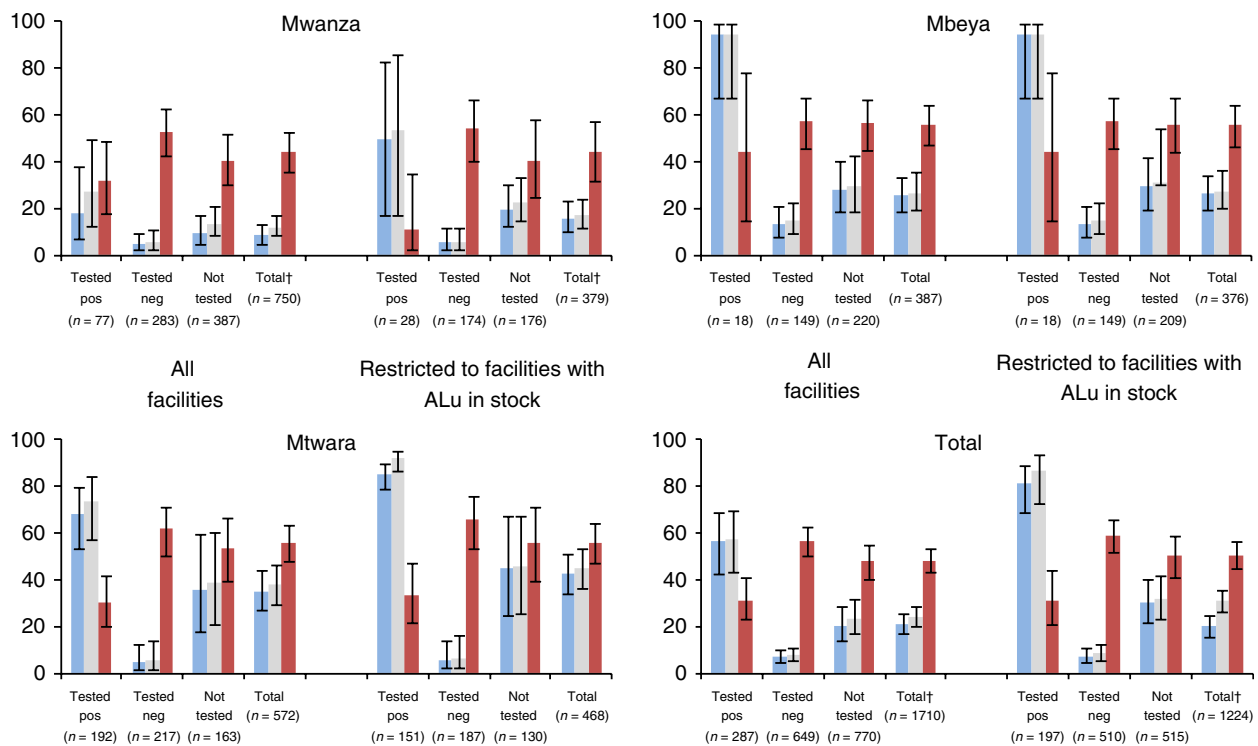 Mwanza
100
80
60
40
20
0
Tested pos (n = 77)
Tested neg (n = 283)
Not tested (n = 387)
Total† (n = 750)
Tested pos (n = 28)
Tested neg (n = 174)
Not tested (n = 176)
Total† (n = 379)
Mbeya
100
80
60
40
20
0
Tested pos (n = 18)
Tested neg (n = 149)
Not tested (n = 220)
Total (n = 387)
Tested pos (n = 18)
Tested neg (n = 149)
Not tested (n = 209)
Total (n = 376)
All
facilities
Restricted to facilities with
ALu in stock
All
facilities
Restricted to facilities with
ALu in stock
Mtwara
100
80
60
40
20
0
Tested pos (n = 192)
Tested neg (n = 217)
Not tested (n = 163)
Total (n = 572)
Tested pos (n = 151)
Tested neg (n = 187)
Not tested (n = 130)
Total (n = 468)
Total
100
80
60
40
20
0
Tested pos (n = 287)
Tested neg (n = 649)
Not tested (n = 770)
Total† (n = 1710)
Tested pos (n = 197)
Tested neg (n = 510)
Not tested (n = 515)
Total† (n = 1224)